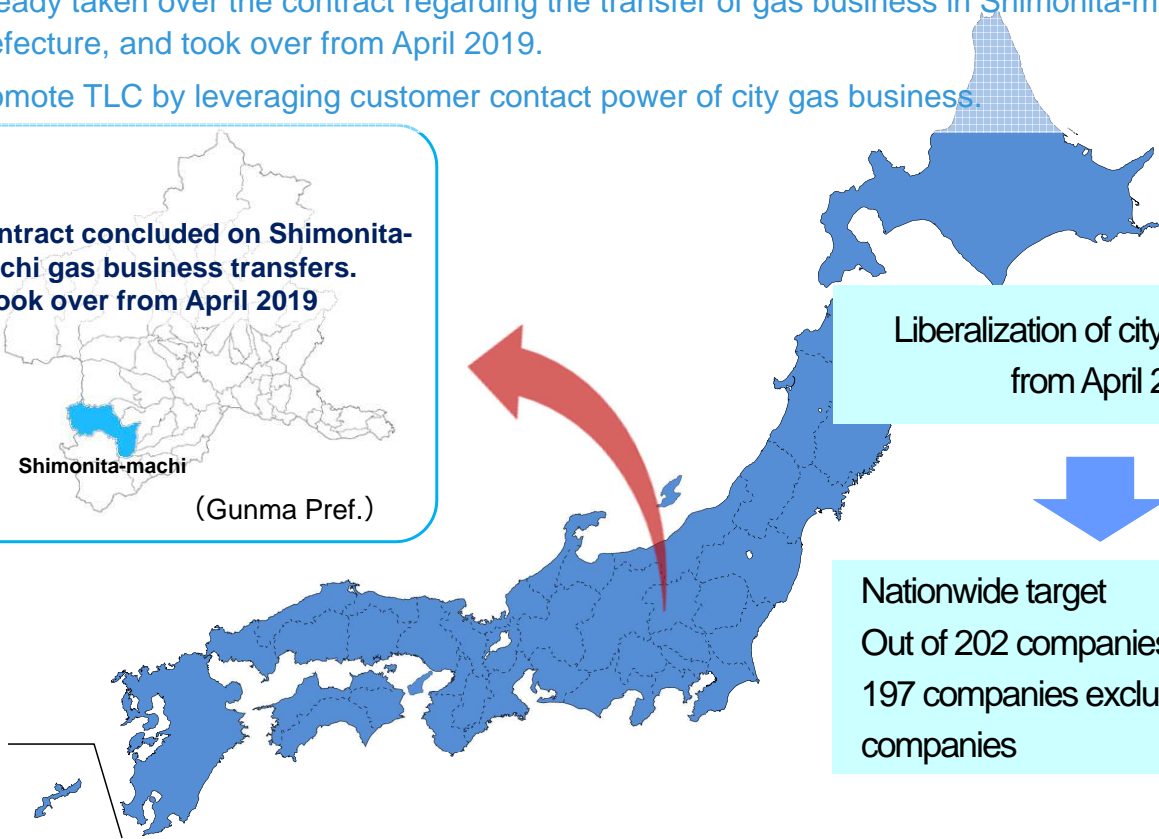 eady taken over the contract regarding the transfer of gas business in Shimonita-m
efecture, and took over from April 2019.
omote TLC by leveraging customer contact power of city gas business.
ntract concluded on Shimonita-
chi gas business transfers.
ook over from April 2019
Shimonita-machi
（Gunma Pref.）
Liberalization of city
from April 2
Nationwide target
Out of 202 companies
197 companies exclu
companies